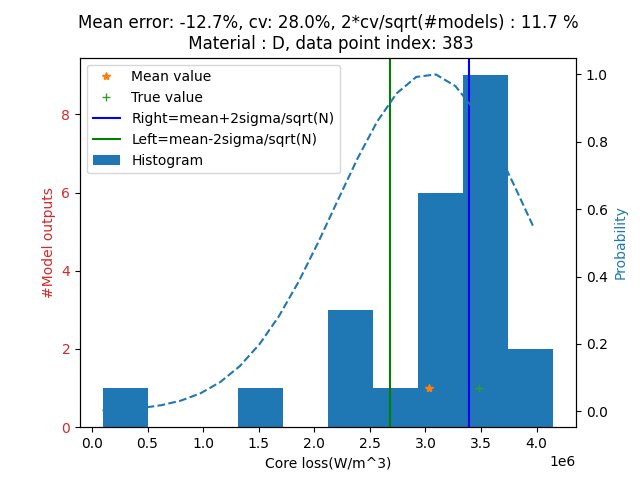 Mean error: -12.7%, cv: 28.0%, 2*cv/sqrt(#models) : 11.7 %
Material : D, data point index: 383
Mean value
True value
Right=mean+2sigma/sqrt(N)
Left=mean-2sigma/sqrt(N)
Histogram
#Model outputs
8
6
4
2
0
Probability
1.0
0.8
0.6
0.4
0.2
0.0
0.0 0.5 1.0 1.5 2.0 2.5 3.0 3.5 4.0
1e6
Core loss(W/m^3)